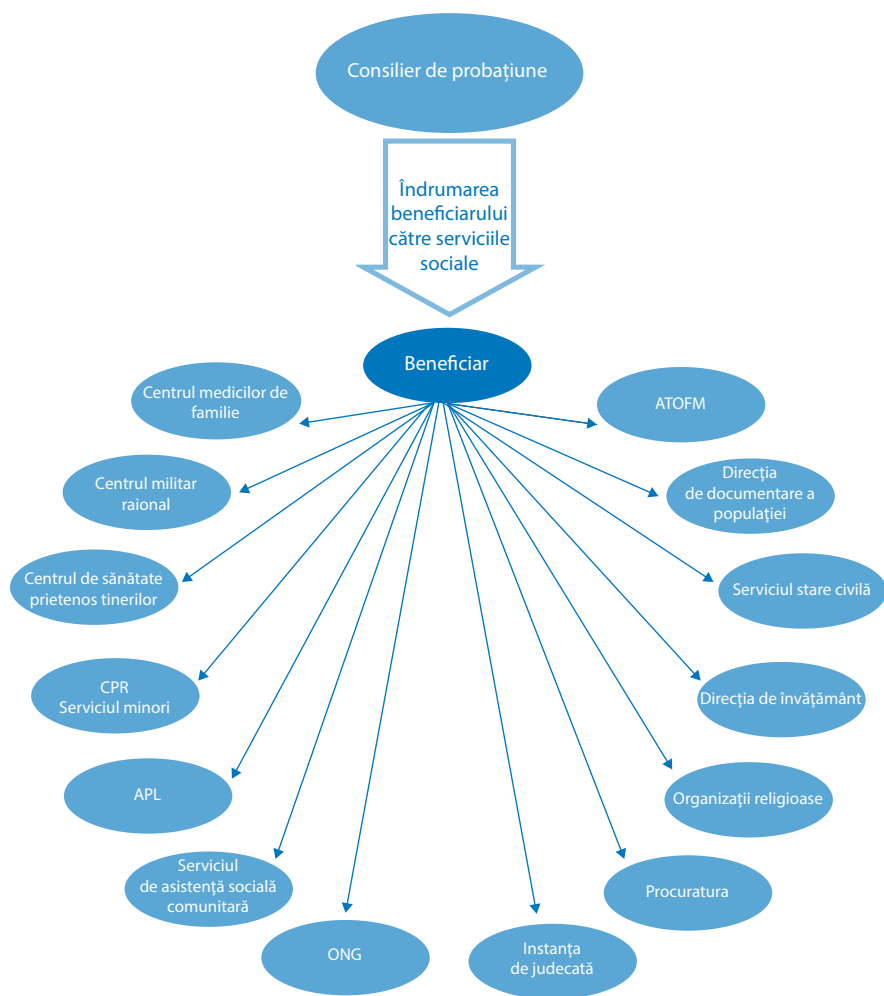 Consilier de probațiune
Îndrumarea
beneficiarului
către serviciile
sociale
Beneficiar
Centrul medicilor de
familie
ATOFM
Centrul militar
raional
Direcția
de documentare a
populației
Centrul de sănătate
prietenos tinerilor
Serviciul stare civilă
CPR
Serviciul minori
Direcția de învățământ
APL
Organizații religioase
Serviciul
de asistență socială
comunitară
Procuratura
ONG
Instanța
de judecată